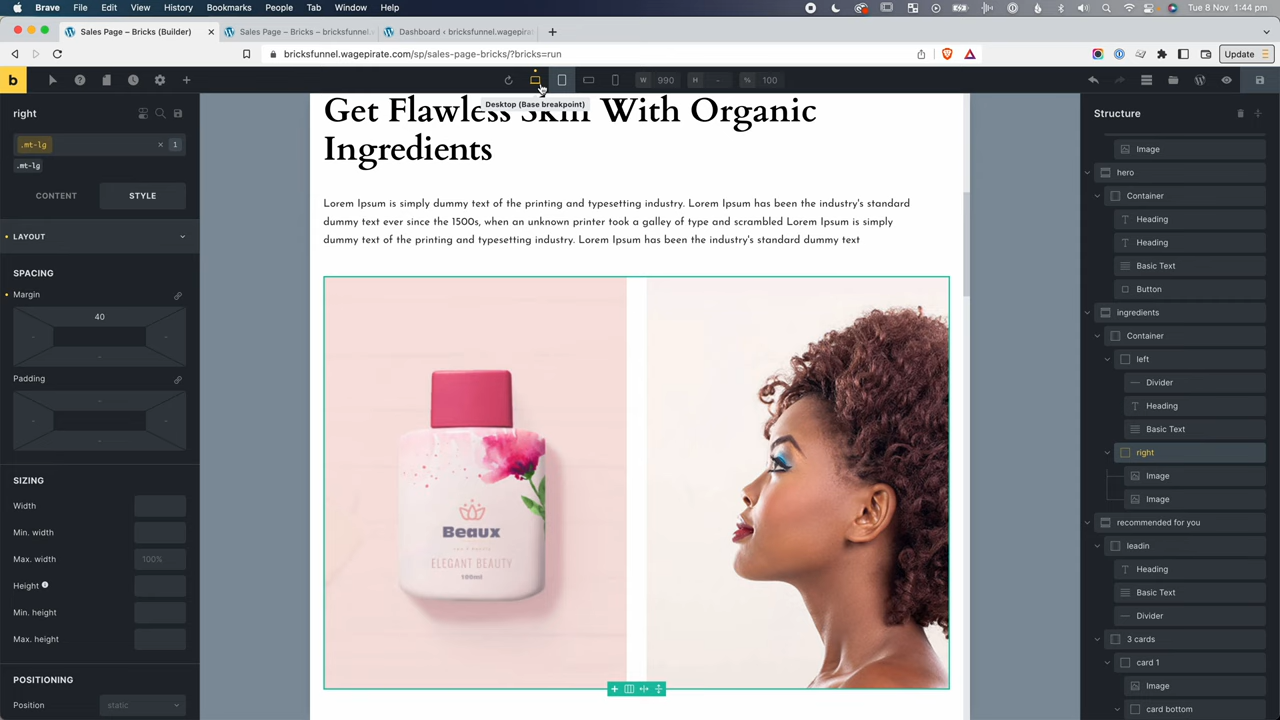 Brave File Edit View History Bookmarks People Tab Window Help
Tue 8 Nov 1:44 pm
Sales Page – Bricks (Builder)
Sales Page – Bricks – bricksfunnel.
Dashboard ‹ bricksfunnel.wagepirat
bricksfunnel.wagepirate.com/sp/sales-page-bricks/?bricks=run
Update
b
W 990 H - % 100
Desktop (Base breakpoint)
right
.mt-lg × 1
.mt-lg
CONTENT STYLE
LAYOUT
SPACING
Margin
40
Padding
SIZING
Width
Min. width
Max. width 100%
Height
Min. height
Max. height
POSITIONING
Position static
Get Flawless Skin With Organic
Ingredients
Lorem Ipsum is simply dummy text of the printing and typesetting industry. Lorem Ipsum has been the industry's standard
dummy text ever since the 1500s, when an unknown printer took a galley of type and scrambled Lorem Ipsum is simply
dummy text of the printing and typesetting industry. Lorem Ipsum has been the industry's standard dummy text
Beaux
ELEGANT BEAUTY
100ml
Structure
Image
hero
Container
Heading
Heading
Basic Text
Button
ingredients
Container
left
Divider
Heading
Basic Text
right
Image
Image
recommended for you
leadin
Heading
Basic Text
Divider
3 cards
card 1
Image
card bottom